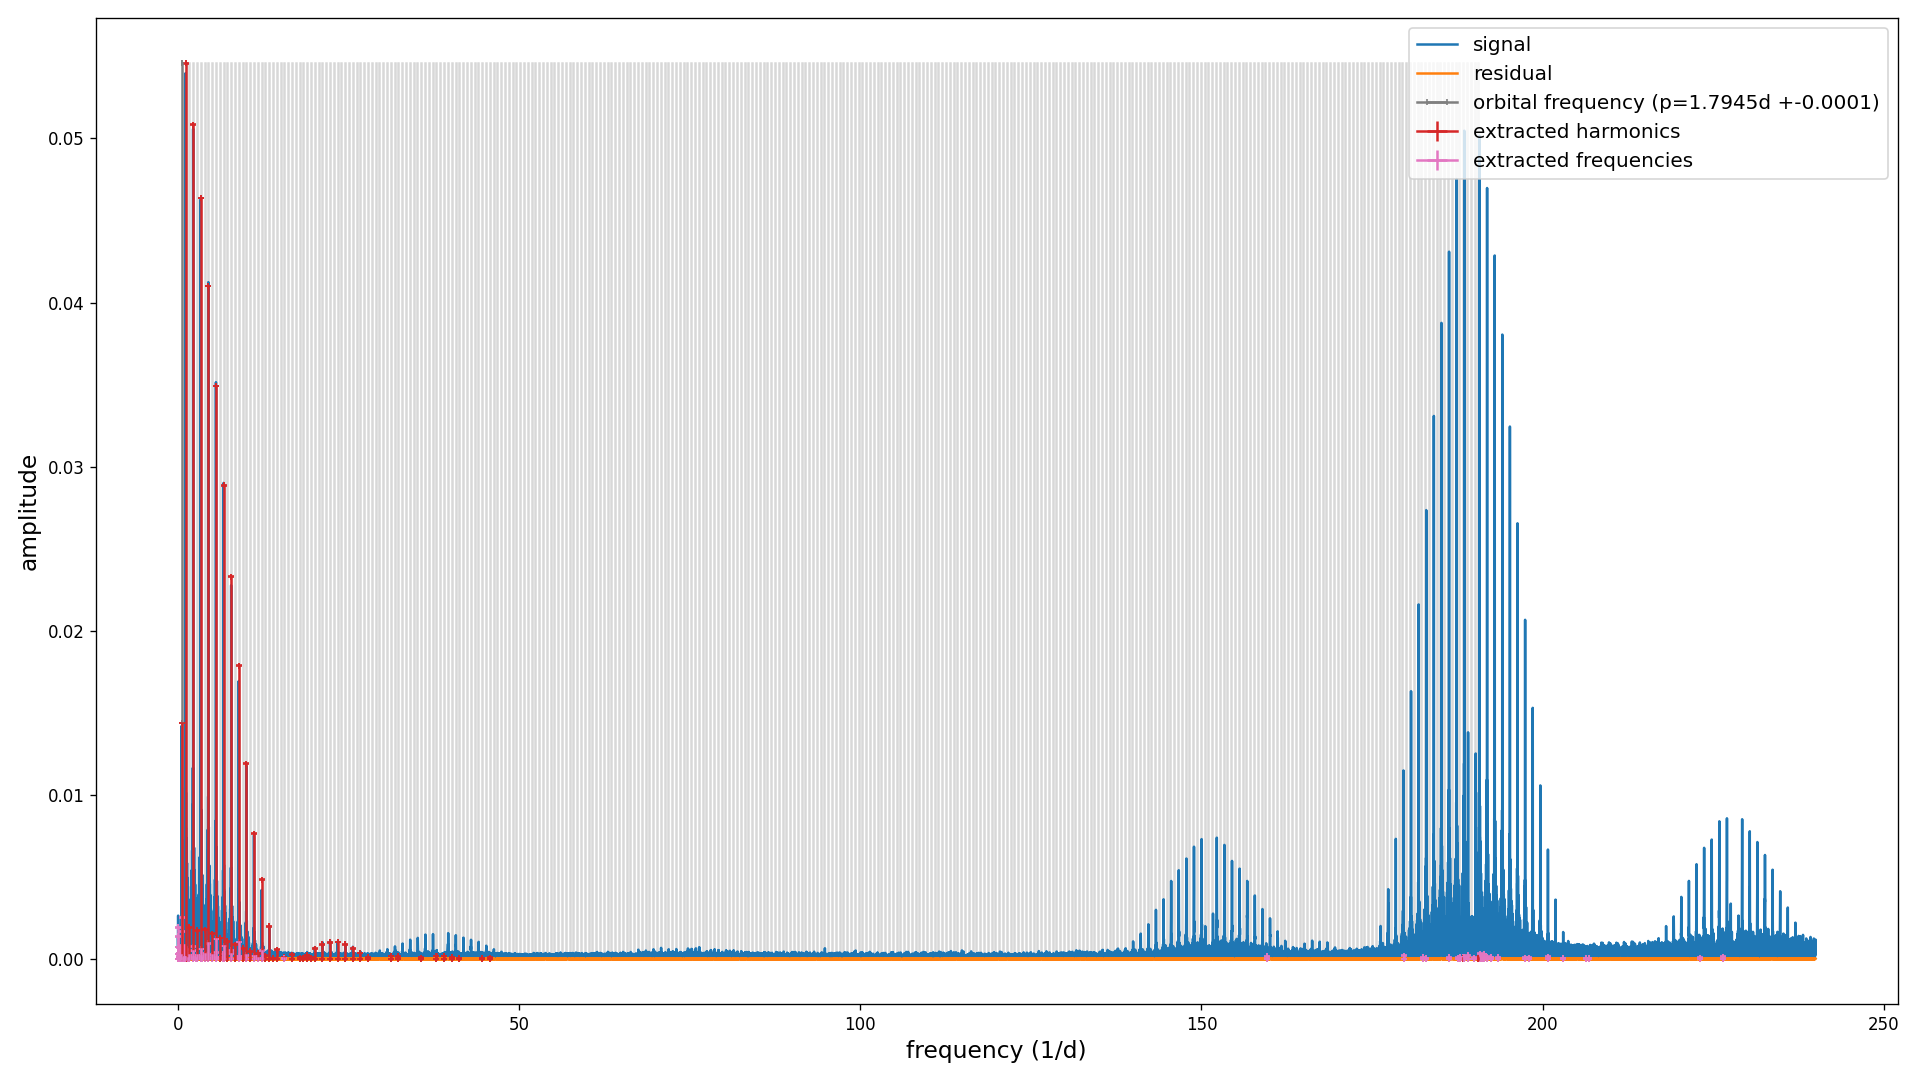 signal
residual
orbital frequency (p=1.7945d +-0.0001)
extracted harmonics
extracted frequencies
amplitude
0.05
0.04
0.03
0.02
0.01
0.00
0 50 100 150 200 250
frequency (1/d)